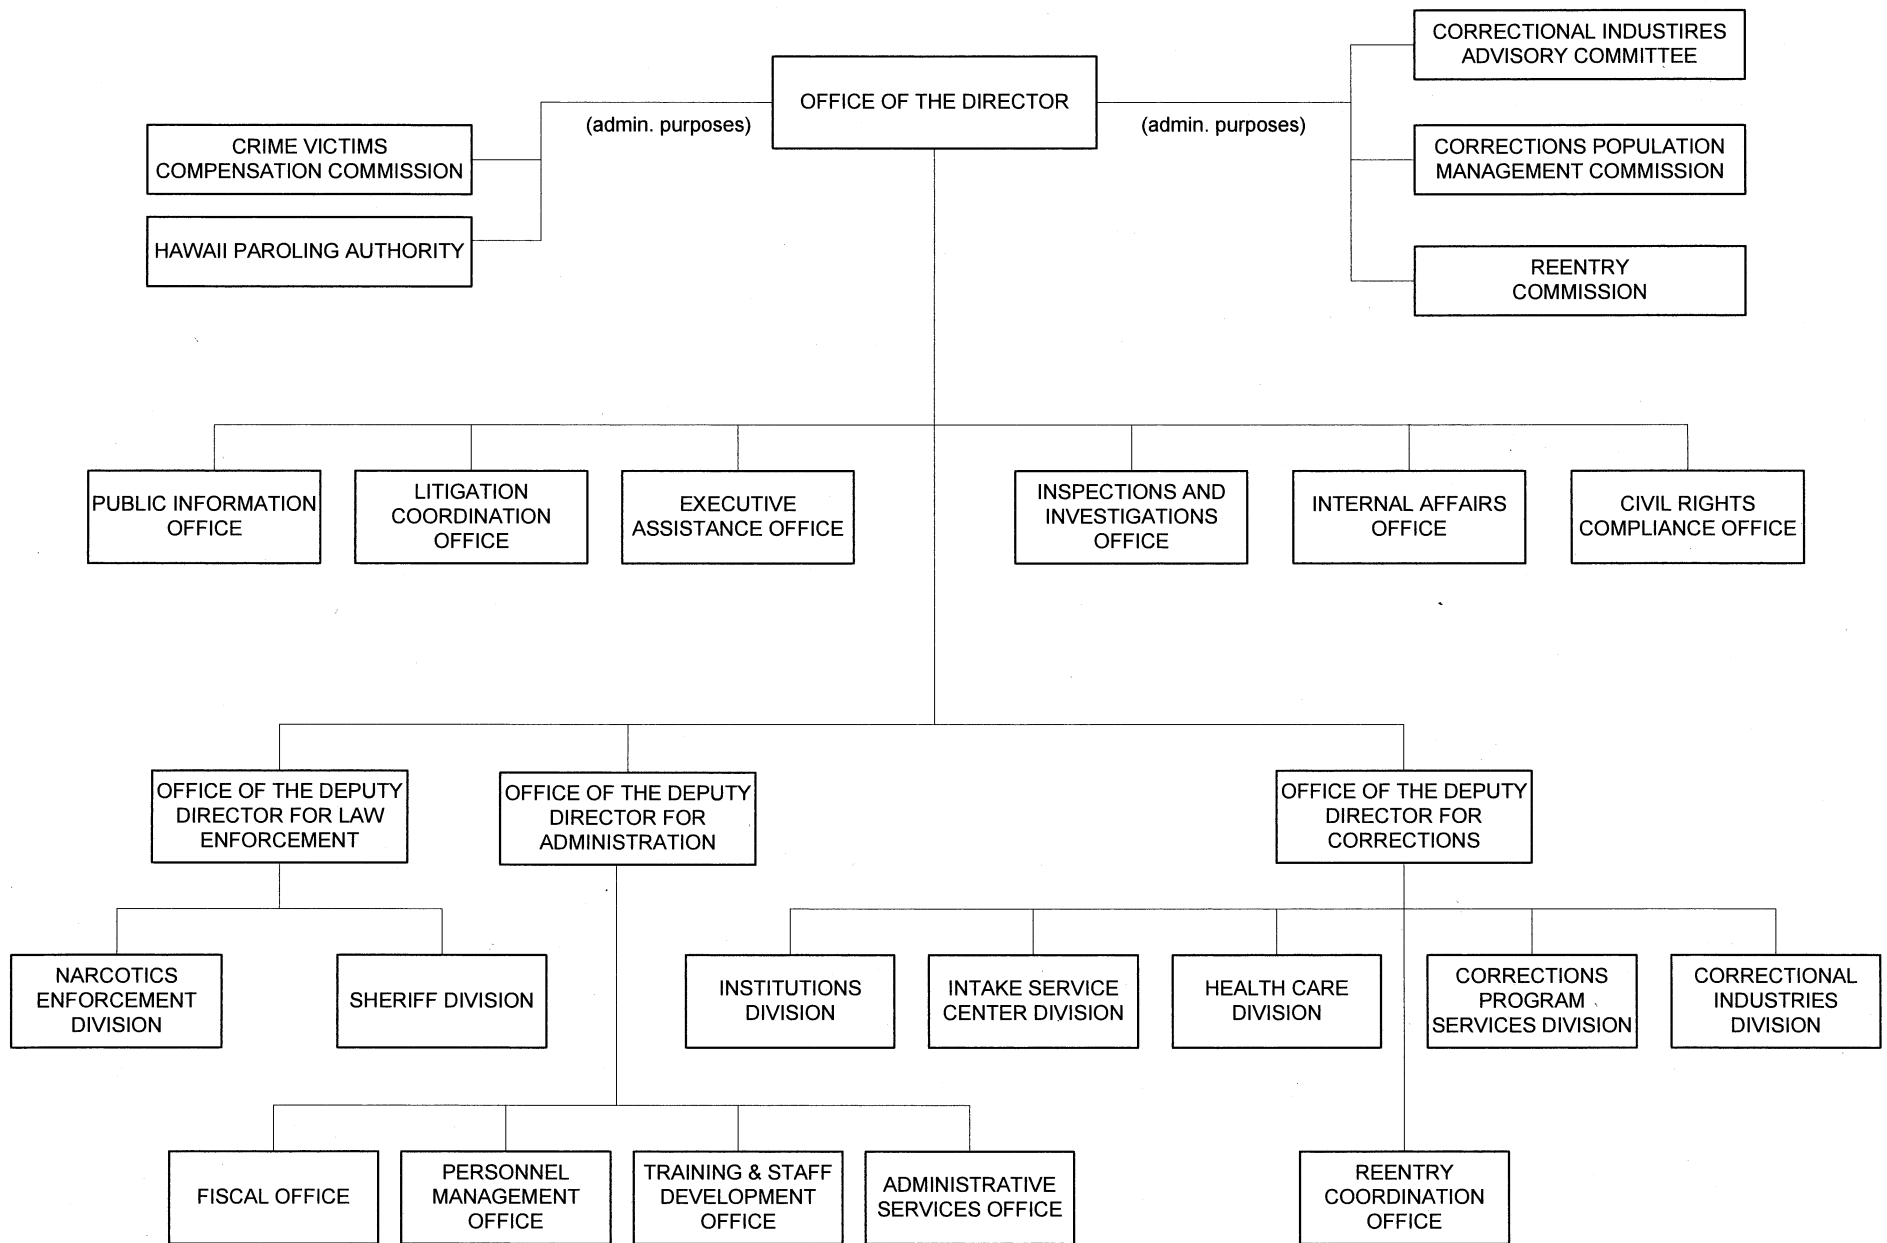 CORRECTIONAL INDUSTIRES
ADVISORY COMMITTEE
OFFICE OF THE DIRECTOR
(admin. purposes)
(admin. purposes)
CRIME VICTIMS
COMPENSATION COMMISSION
CORRECTIONS POPULATION
MANAGEMENT COMMISSION
HAWAII PAROLING AUTHORITY
REENTRY
COMMISSION
PUBLIC INFORMATION
OFFICE
LITIGATION
COORDINATION
OFFICE
EXECUTIVE
ASSISTANCE OFFICE
INSPECTIONS AND
INVESTIGATIONS
OFFICE
INTERNAL AFFAIRS
OFFICE
CIVIL RIGHTS
COMPLIANCE OFFICE
OFFICE OF THE DEPUTY
DIRECTOR FOR LAW
ENFORCEMENT
OFFICE OF THE DEPUTY
DIRECTOR FOR
ADMINISTRATION
OFFICE OF THE DEPUTY
DIRECTOR FOR
CORRECTIONS
NARCOTICS
ENFORCEMENT
DIVISION
SHERIFF DIVISION
INSTITUTIONS
DIVISION
INTAKE SERVICE
CENTER DIVISION
HEALTH CARE
DIVISION
CORRECTIONS
PROGRAM
SERVICES DIVISION
CORRECTIONAL
INDUSTRIES
DIVISION
FISCAL OFFICE
PERSONNEL
MANAGEMENT
OFFICE
TRAINING & STAFF
DEVELOPMENT
OFFICE
ADMINISTRATIVE
SERVICES OFFICE
REENTRY
COORDINATION
OFFICE